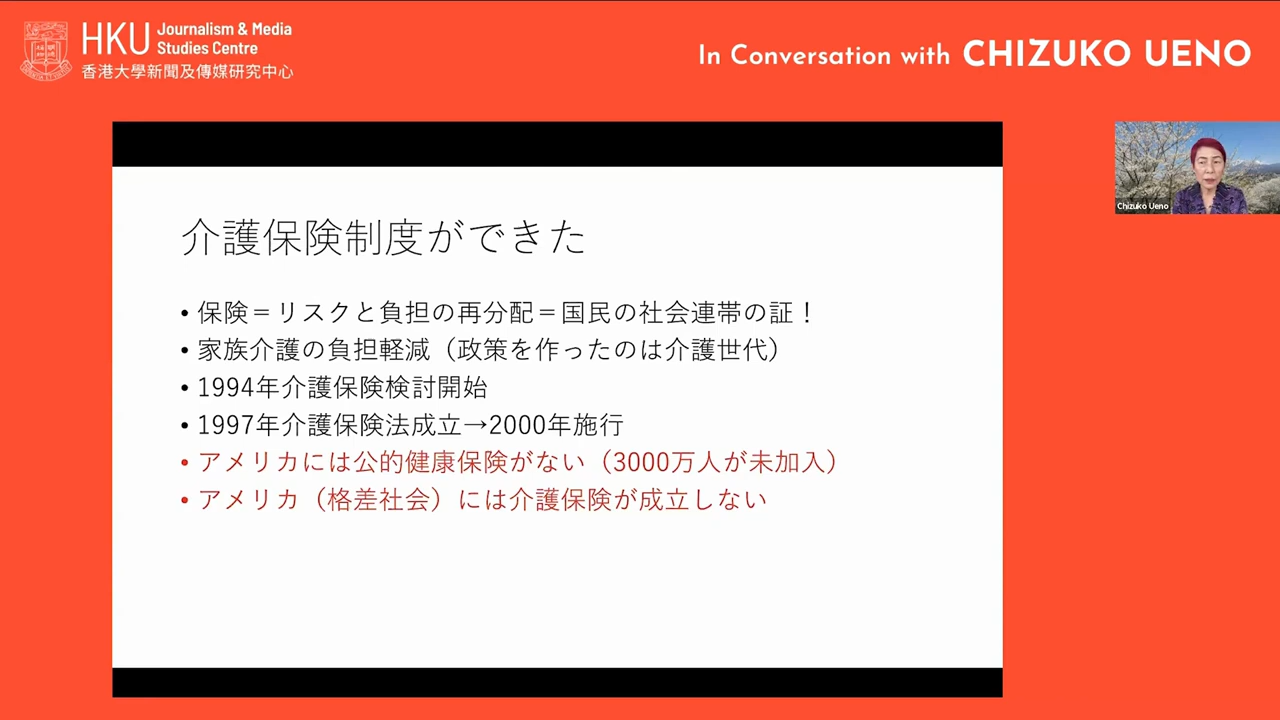 HKU Journalism & Media
Studies Centre
香港大學新聞及傳媒研究中心
In Conversation with CHIZUKO UENO
介護保険制度ができた
• 保険＝リスクと負担の再分配＝国民の社会連帯の証！
• 家族介護の負担軽減（政策を作ったのは介護世代）
• 1994年介護保険検討開始
• 1997年介護保険法成立→2000年施行
• アメリカには公的健康保険がない（3000万人が未加入）
• アメリカ（格差社会）には介護保険が成立しない
Chizuko Ueno